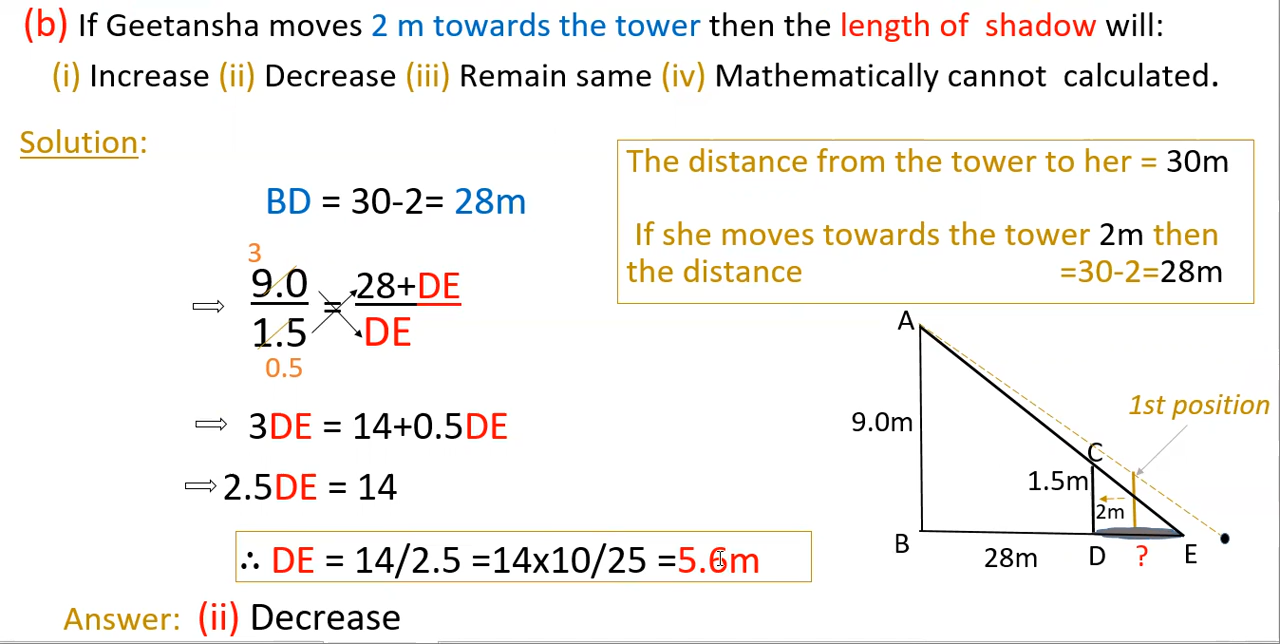 (b) If Geetansha moves 2 m towards the tower then the length of shadow will:
(i) Increase (ii) Decrease (iii) Remain same (iv) Mathematically cannot calculated.
Solution:
BD = 30-2= 28m
3
⇨ 9.0/1.5 = 28+DE/DE
0.5
⇨ 3DE = 14+0.5DE
⇨ 2.5DE = 14
∴ DE = 14/2.5 =14x10/25 =5.6m
Answer: (ii) Decrease
The distance from the tower to her = 30m
If she moves towards the tower 2m then
the distance =30-2=28m
A
1st position
9.0m
C
1.5m
2m
B
28m
D
?
E